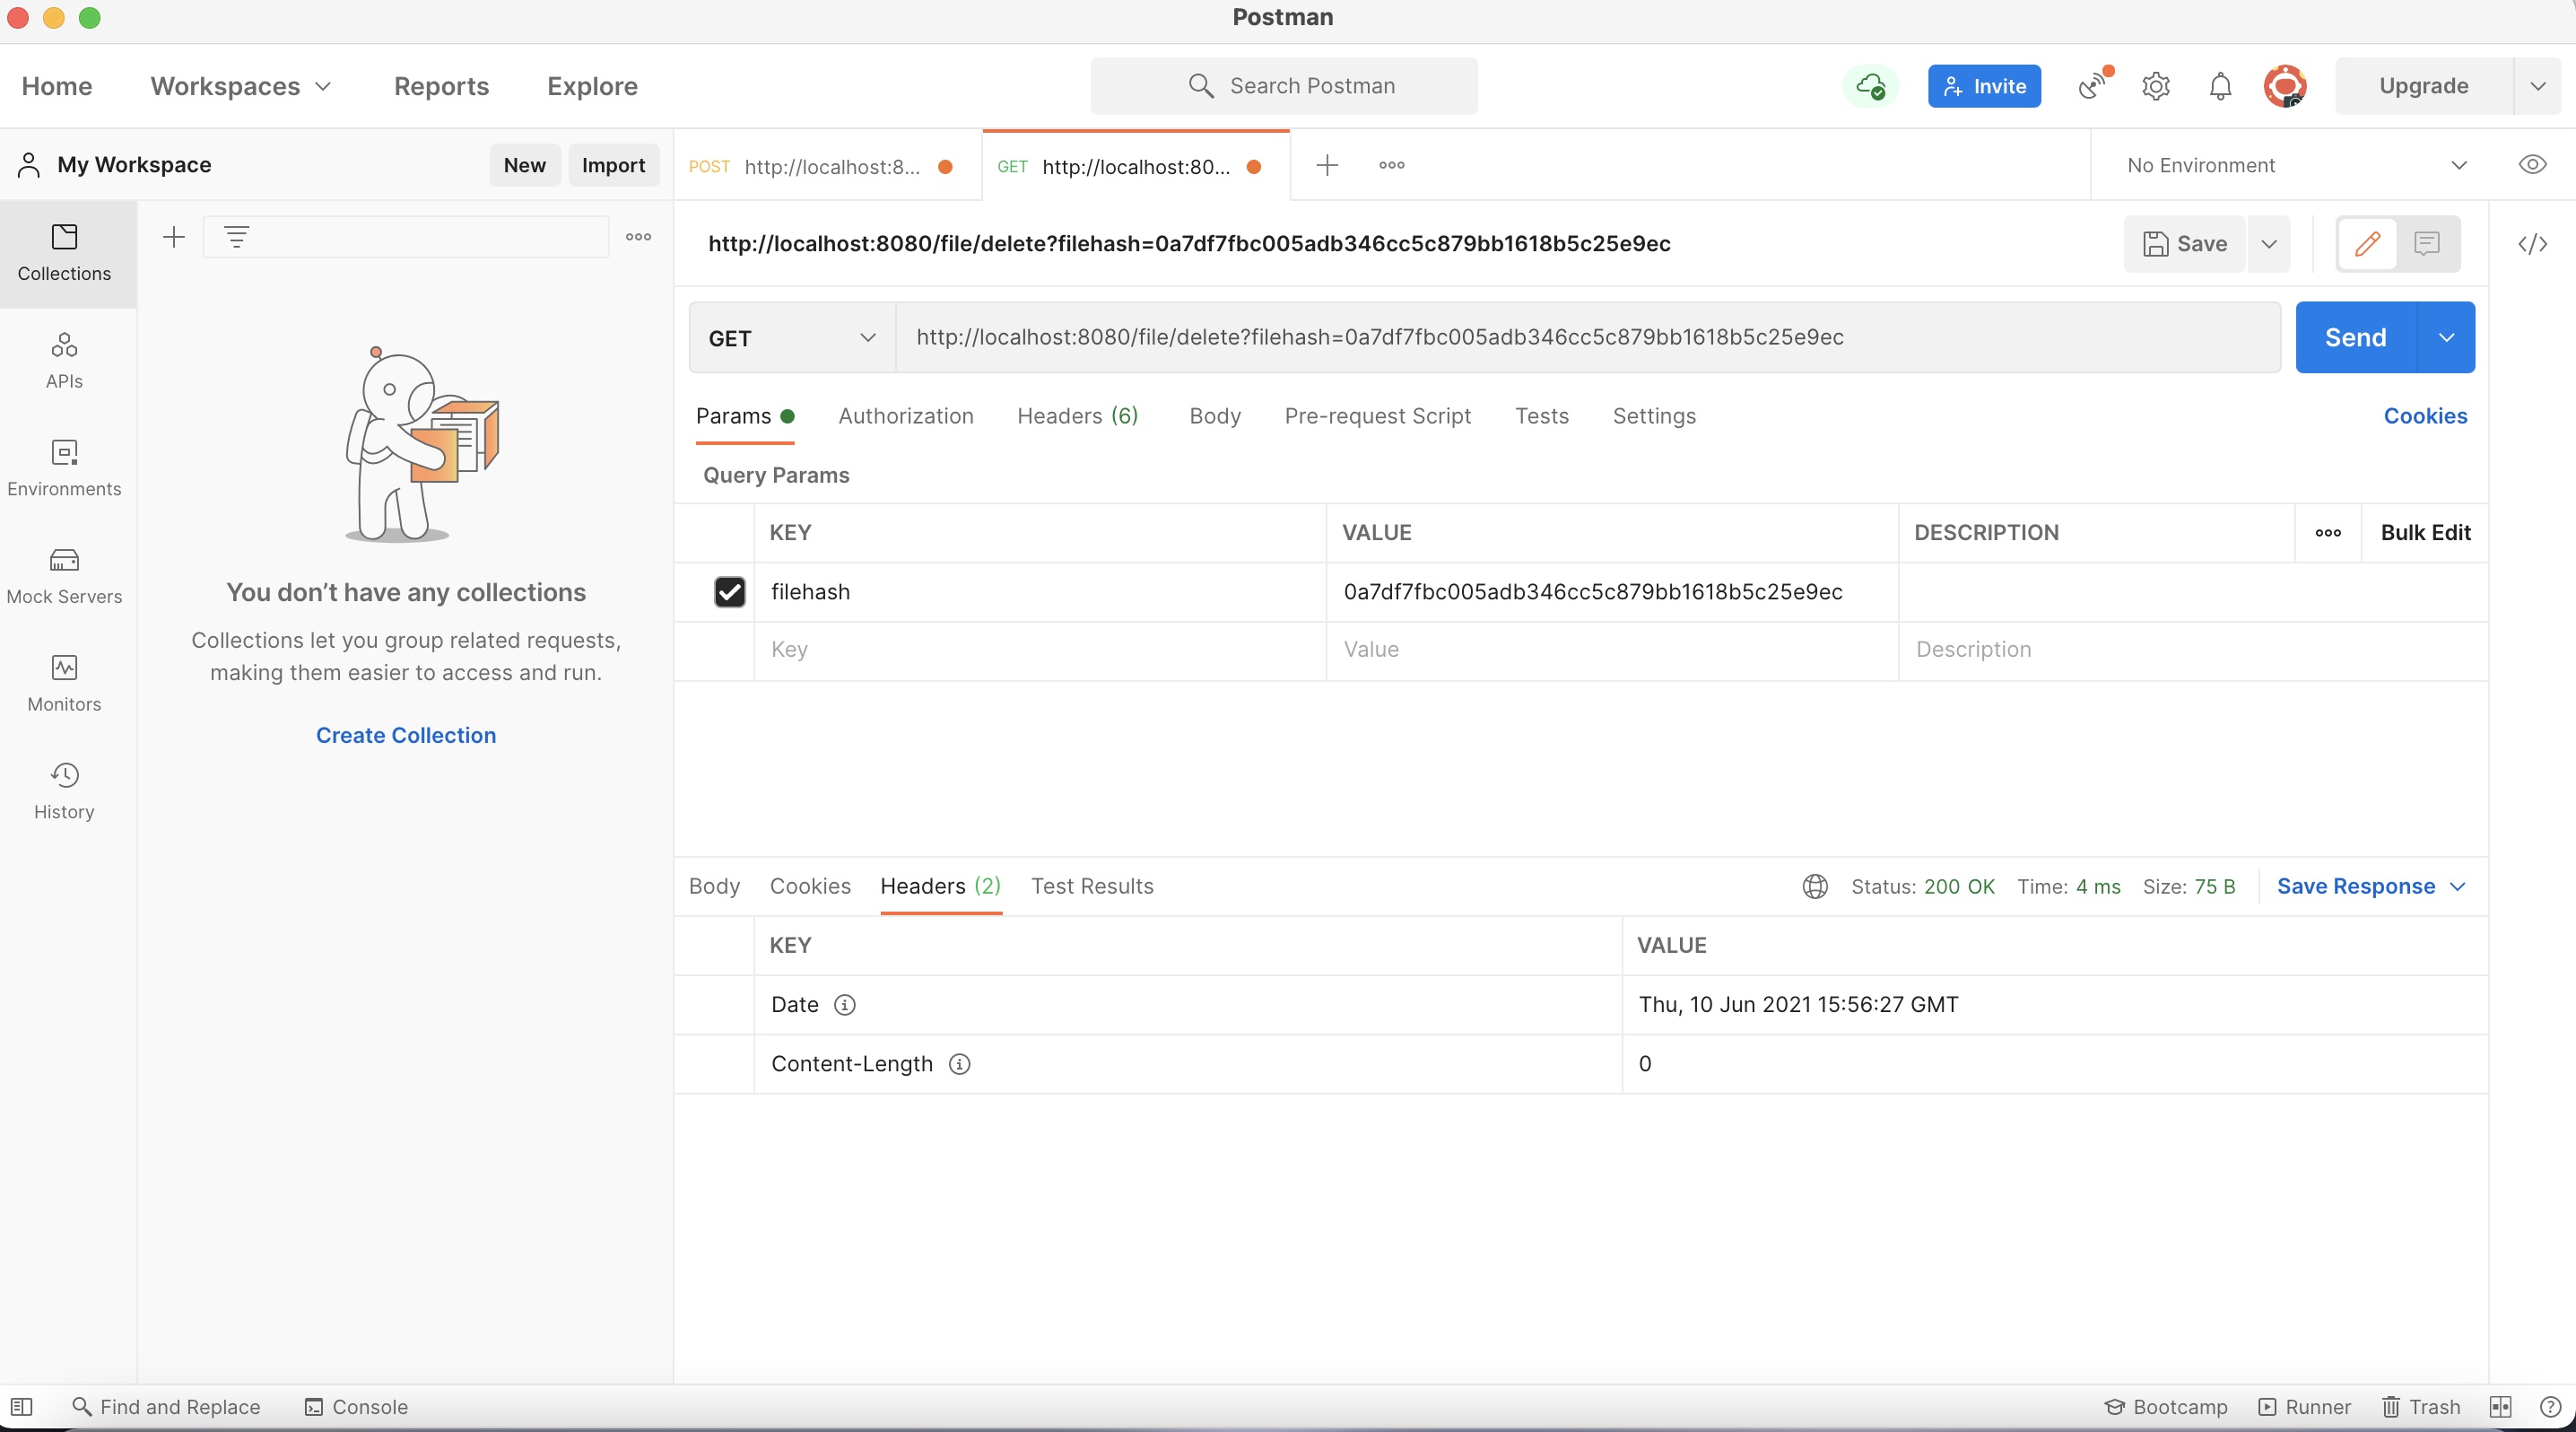 Postman
Home Workspaces Reports Explore Search Postman Invite Upgrade
My Workspace New Import POST http://localhost:8... GET http://localhost:80... No Environment
http://localhost:8080/file/delete?filehash=0a7df7fbc005adb346cc5c879bb1618b5c25e9ec Save
Collections
APIs
Environments
Mock Servers
Monitors
History
You don’t have any collections
Collections let you group related requests,
making them easier to access and run.
Create Collection
GET http://localhost:8080/file/delete?filehash=0a7df7fbc005adb346cc5c879bb1618b5c25e9ec Send
Params Authorization Headers (6) Body Pre-request Script Tests Settings Cookies
Query Params
KEY VALUE DESCRIPTION Bulk Edit
filehash 0a7df7fbc005adb346cc5c879bb1618b5c25e9ec
Key Value Description
Body Cookies Headers (2) Test Results Status: 200 OK Time: 4 ms Size: 75 B Save Response
KEY VALUE
Date Thu, 10 Jun 2021 15:56:27 GMT
Content-Length 0
Find and Replace Console Bootcamp Runner Trash